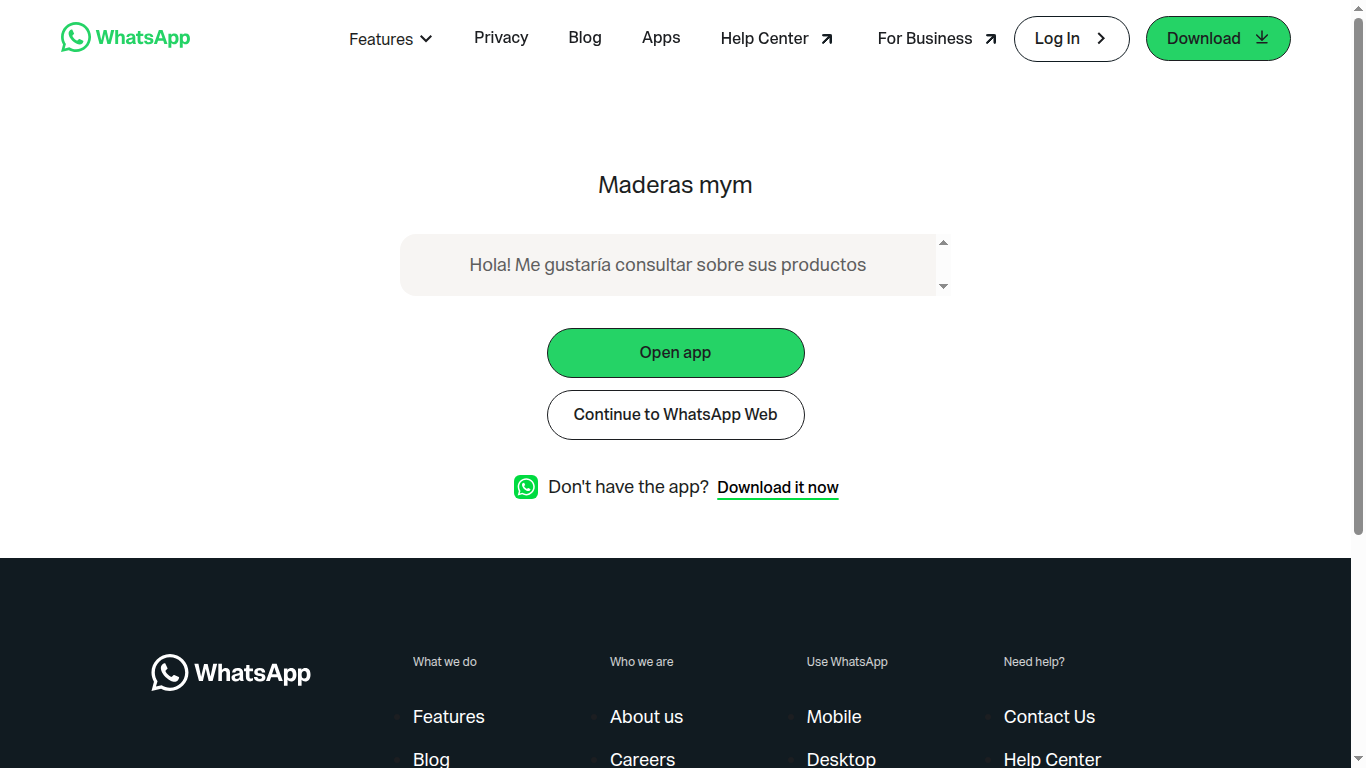 WhatsApp Features Privacy Blog Apps Help Center For Business Log In Download
Maderas mym
Hola! Me gustaría consultar sobre sus productos
Open app
Continue to WhatsApp Web
Don't have the app? Download it now
WhatsApp
What we do Who we are Use WhatsApp Need help?
Features About us Mobile Contact Us
Blog Careers Desktop Help Center